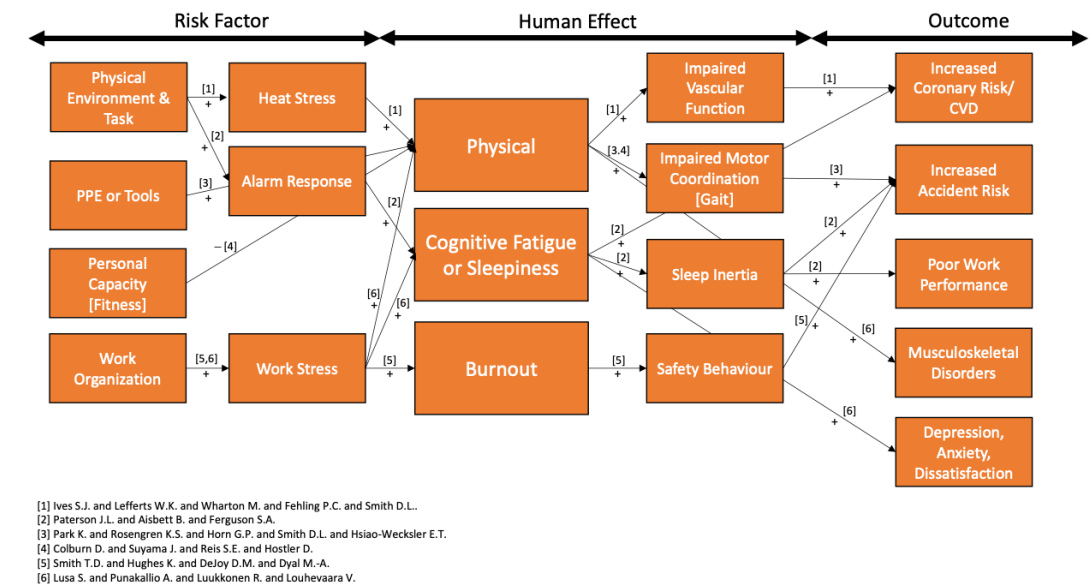 Risk Factor
Human Effect
Outcome
Physical
Environment &
Task
[1]
+
Heat Stress
[1]
+
[2]
+
Physical
[1]
+
Impaired
Vascular
Function
[1]
+
Increased
Coronary Risk/
CVD
PPE or Tools
[3]
+
Alarm Response
[3.4]
+
Impaired Motor
Coordination
[Gait]
[3]
+
Increased
Accident Risk
– [4]
[2]
+
Personal
Capacity
[Fitness]
Cognitive Fatigue
or Sleepiness
[2]
+
[2]
+
Sleep Inertia
[2]
+
[2]
+
Poor Work
Performance
[6]
+
[6]
+
Work
Organization
[5,6]
+
Work Stress
[5]
+
Burnout
[5]
+
Safety Behaviour
[5]
+
[6]
+
Musculoskeletal
Disorders
[6]
+
Depression,
Anxiety,
Dissatisfaction
[1] Ives S.J. and Lefferts W.K. and Wharton M. and Fehling P.C. and Smith D.L..
[2] Paterson J.L. and Aisbett B. and Ferguson S.A.
[3] Park K. and Rosengren K.S. and Horn G.P. and Smith D.L. and Hsiao-Wecksler E.T.
[4] Colburn D. and Suyama J. and Reis S.E. and Hostler D.
[5] Smith T.D. and Hughes K. and DeJoy D.M. and Dyal M.-A.
[6] Lusa S. and Punakallio A. and Luukkonen R. and Louhevaara V.